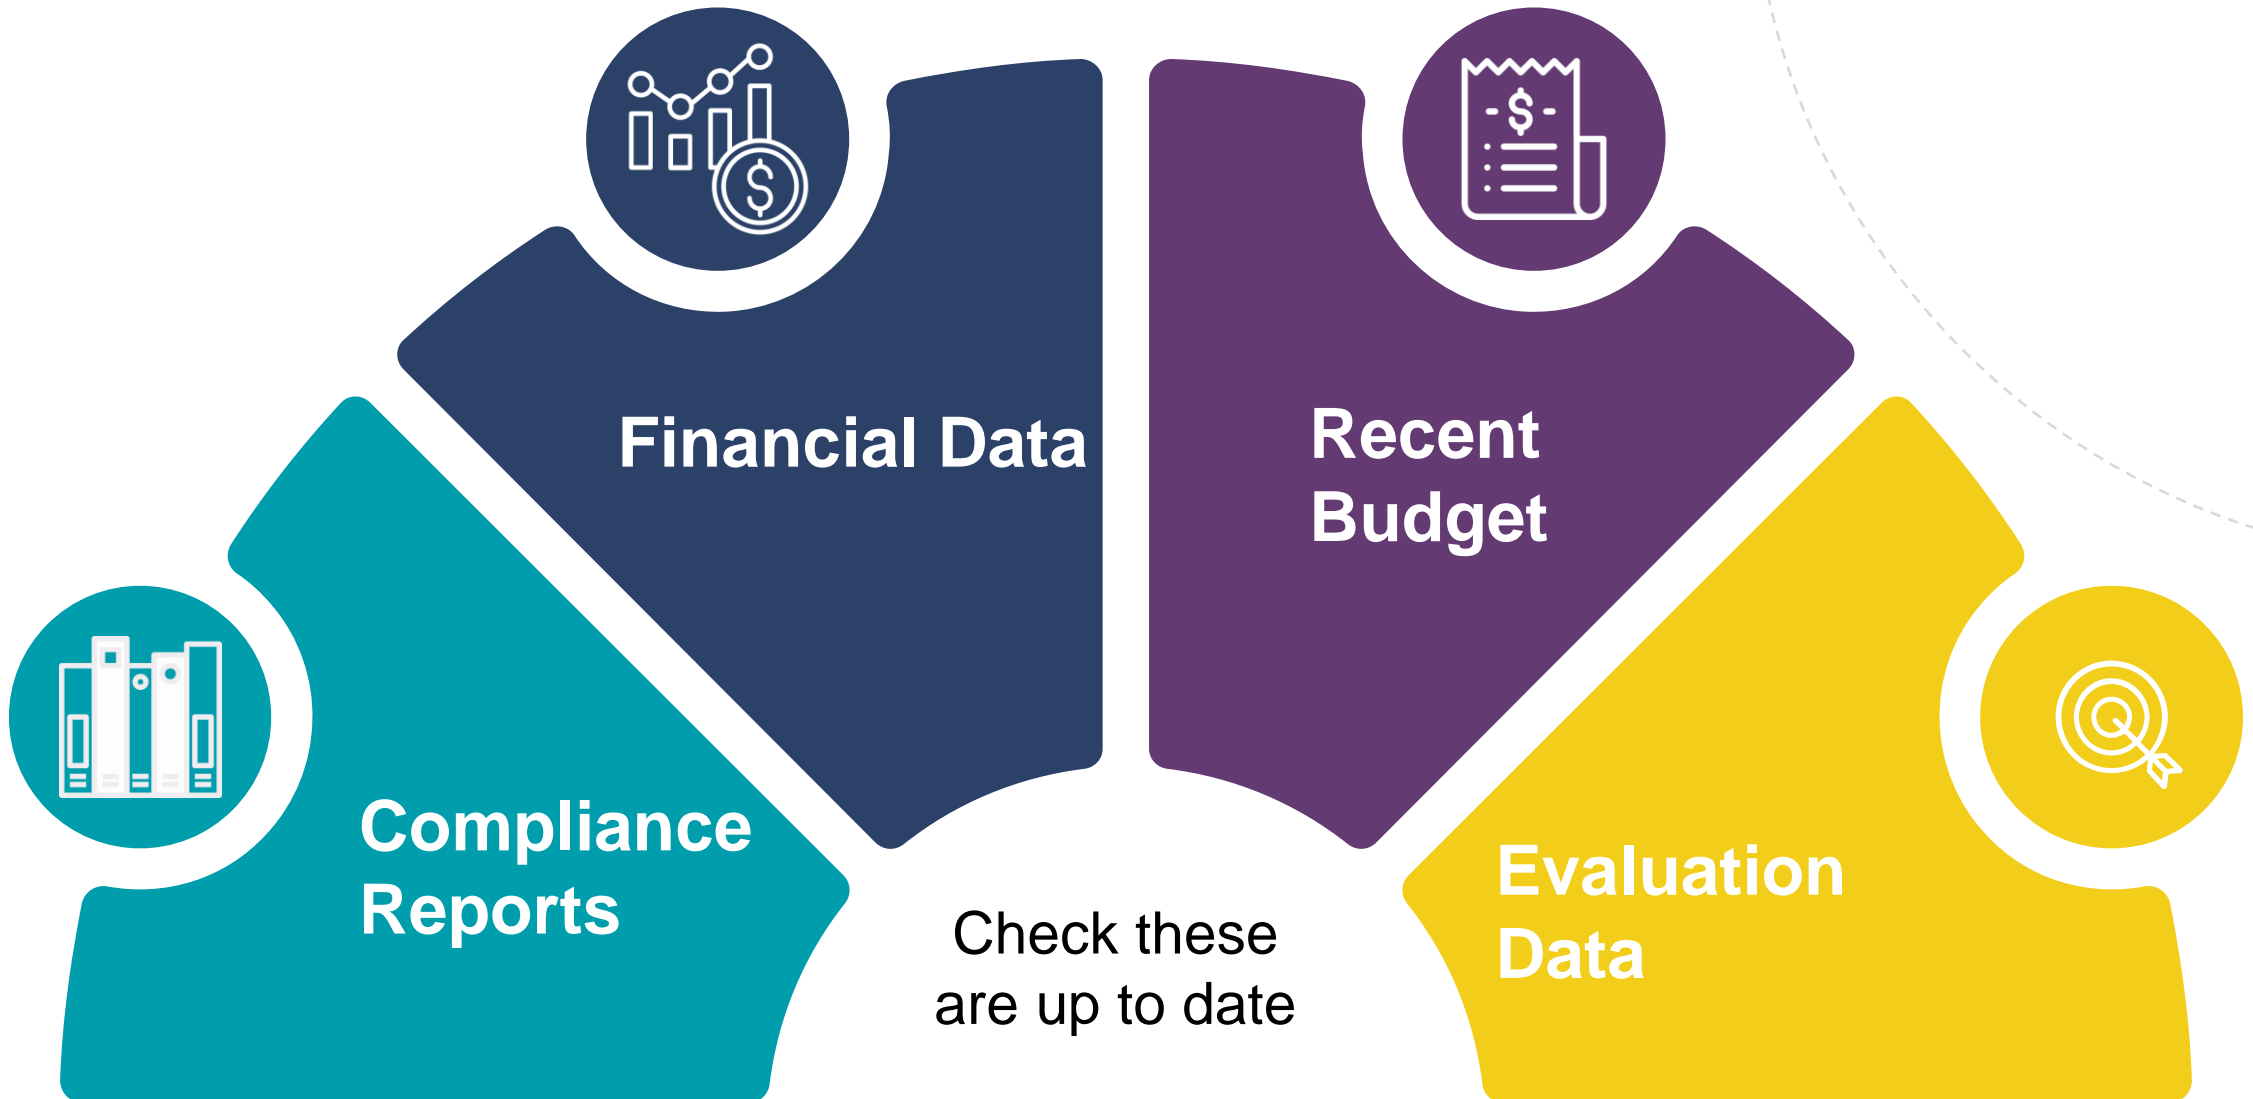 Financial Data
Recent
Budget
Compliance
Reports
Evaluation
Data
Check these
are up to date